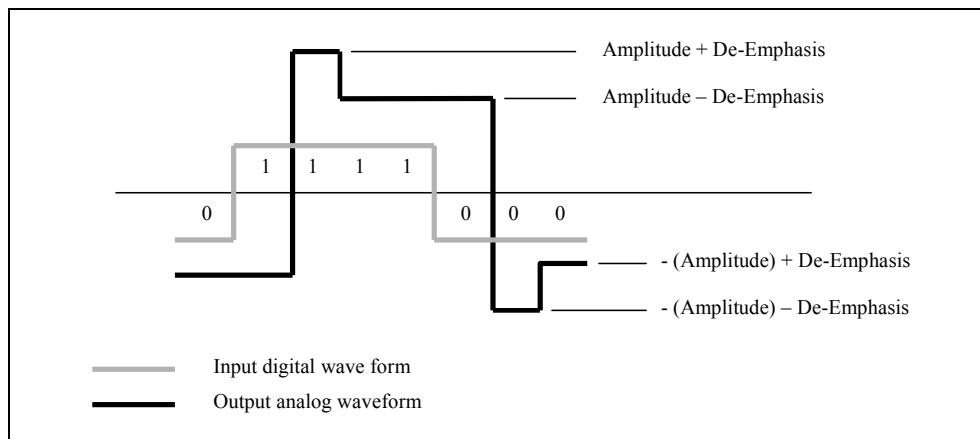 Amplitude + De-Emphasis
Amplitude – De-Emphasis
1 1 1 1
0 0 0 0
- (Amplitude) + De-Emphasis
- (Amplitude) – De-Emphasis
Input digital wave form
Output analog waveform